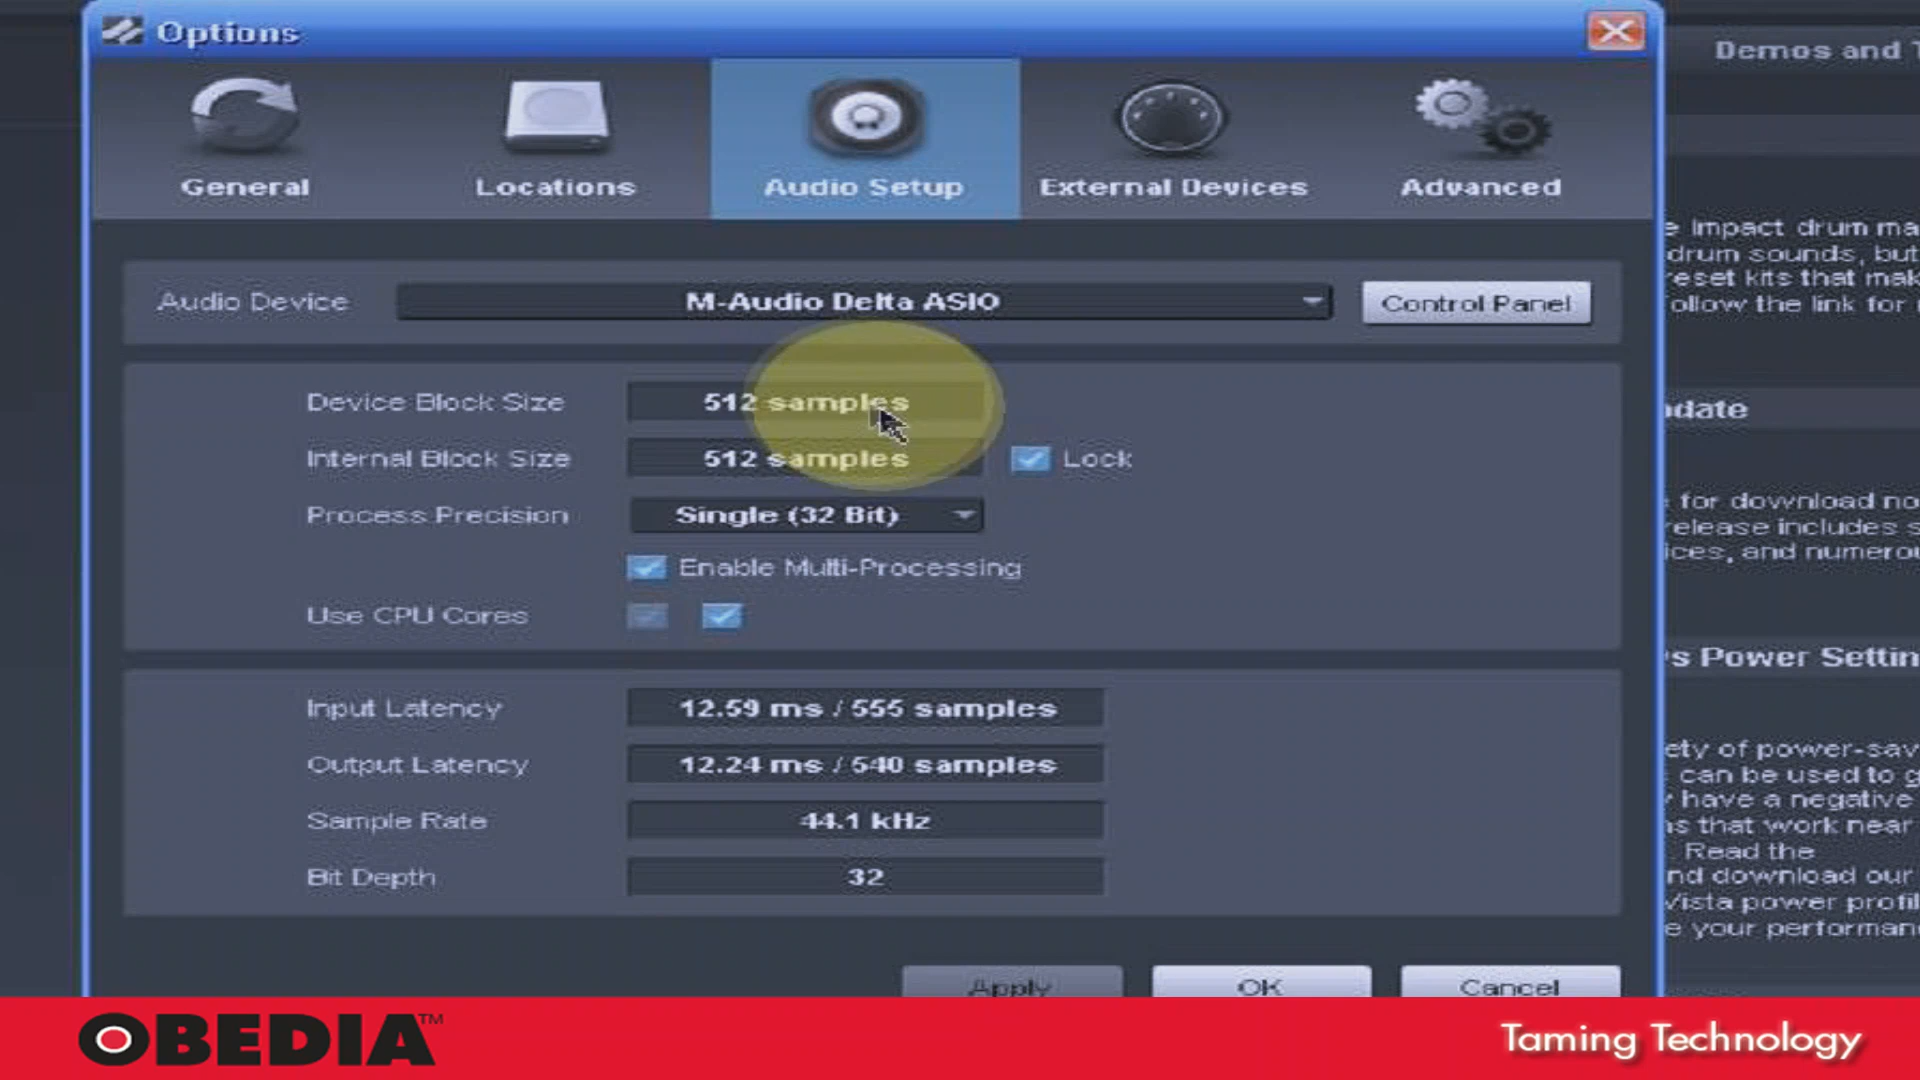 Options
Demos and
General
Locations
Audio Setup
External Devices
Advanced
e Impact drum ma
drum sounds, but
reset kits that mak
ollow the link for
Audio Device
M-Audio Delta ASIO
Control Panel
Device Block Size
512 samples
pdate
Internal Block Size
512 samples
Lock
for download no
release includes s
ices, and numerou
Process Precision
Single (32 Bit)
Enable Multi-Processing
Use CPU Cores
s Power Settin
Input Latency
12.59 ms / 555 samples
Output Latency
12.24 ms / 540 samples
Sample Rate
44.1 kHz
Bit Depth
32
ety of power-sav
can be used to g
have a negative
s that work near
Read the
nd download our
Vista power profil
e your performan
Apply
OK
Cancel
OBEDIA™
Taming Technology